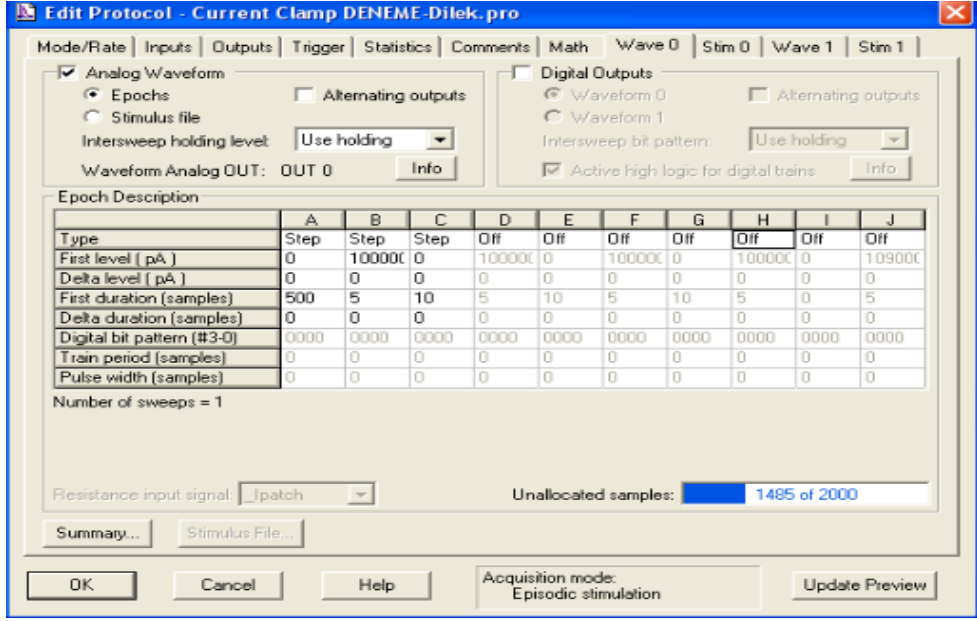 Edit Protocol - Current Clamp DENEME-Dilek.pro
Mode/Rate Inputs Outputs Trigger Statistics Comments Math Wave 0 Stim 0 Wave 1 Stim 1
Analog Waveform
Epochs Alternating outputs
Stimulus file
Intersweep holding level: Use holding
Waveform Analog OUT: OUT 0 Info
Digital Outputs
Waveform 0 Alternating outputs
Waveform 1
Intersweep bit pattern: Use holding
Active high logic for digital trains Info
Epoch Description
A B C D E F G H I J
Type Step Step Step Off Off Off Off Off Off Off
First level ( pA ) 0 100000 0 100000 0 100000 0 100000 0 109000
Delta level ( pA ) 0 0 0 0 0 0 0 0 0 0
First duration (samples) 500 5 10 5 10 5 10 5 0 5
Delta duration (samples) 0 0 0 0 0 0 0 0 0 0
Digital bit pattern (#3-0) 0000 0000 0000 0000 0000 0000 0000 0000 0000 0000
Train period (samples) 0 0 0 0 0 0 0 0 0 0
Pulse width (samples) 0 0 0 0 0 0 0 0 0 0
Number of sweeps = 1
Resistance input signal: _Ipatch Unallocated samples: 1485 of 2000
Summary... Stimulus File...
OK Cancel Help Acquisition mode: Update Preview
Episodic stimulation